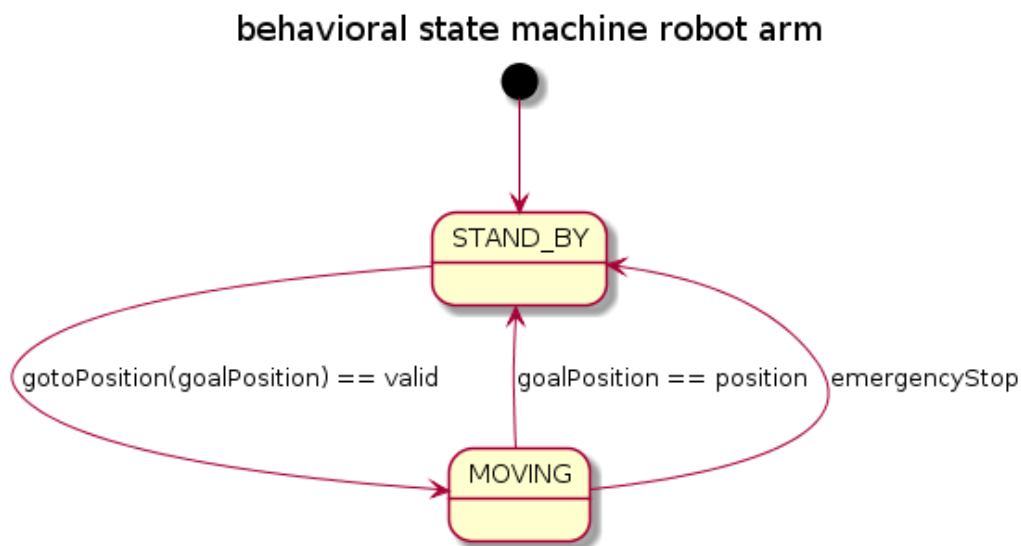 behavioral state machine robot arm
STAND_BY
gotoPosition(goalPosition) == valid
goalPosition == position
emergencyStop
MOVING